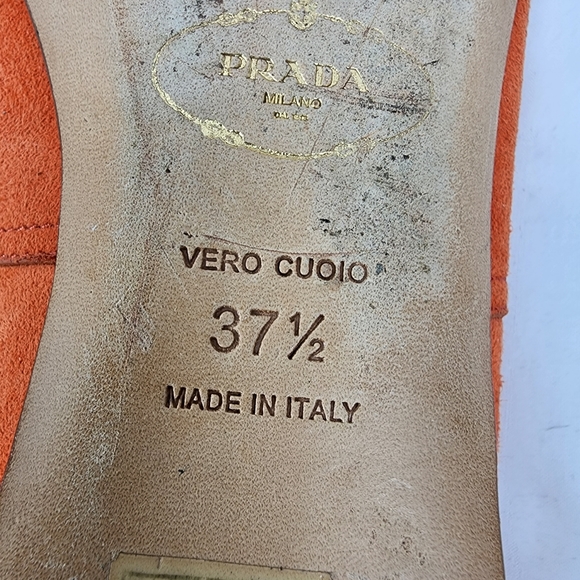 PRADA
MILANO
VERO CUOIO
37½
MADE IN ITALY